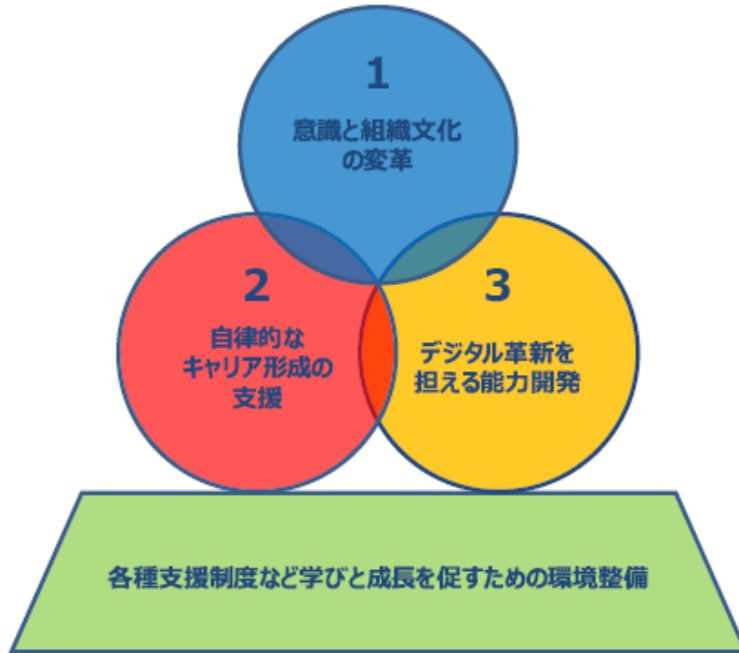 1
意識と組織文化
の変革
2
自律的な
キャリア形成の
支援
3
デジタル革新を
担える能力開発
各種支援制度など学びと成長を促すための環境整備